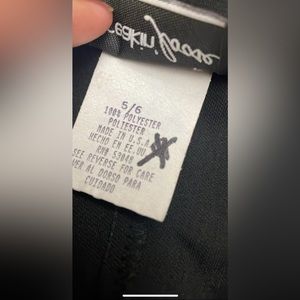 5/6
100% POLYESTER
POLIESTER
MADE IN U.S.A
HECHO EN EE.UU
RN# 53048
SEE REVERSE FOR CARE
VER AL DORSO PARA
CUIDADO